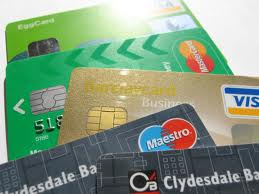 EggCard
MasterCard
518
Barclaycard
Business
VISA
Maestro
Clydesdale Ba
Clydesdale Ba